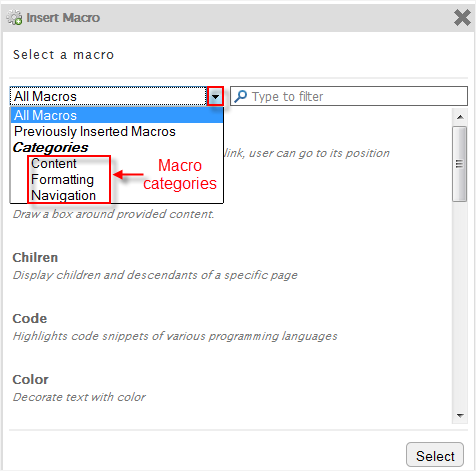 Insert Macro
Select a macro
All Macros
Type to filter
All Macros
Previously Inserted Macros
Categories
Content
Formatting
Navigation
Macro
categories
link, user can go to its position
Draw a box around provided content.
Chilren
Display children and descendants of a specific page
Code
Highlights code snippets of various programming languages
Color
Decorate text with color
Select